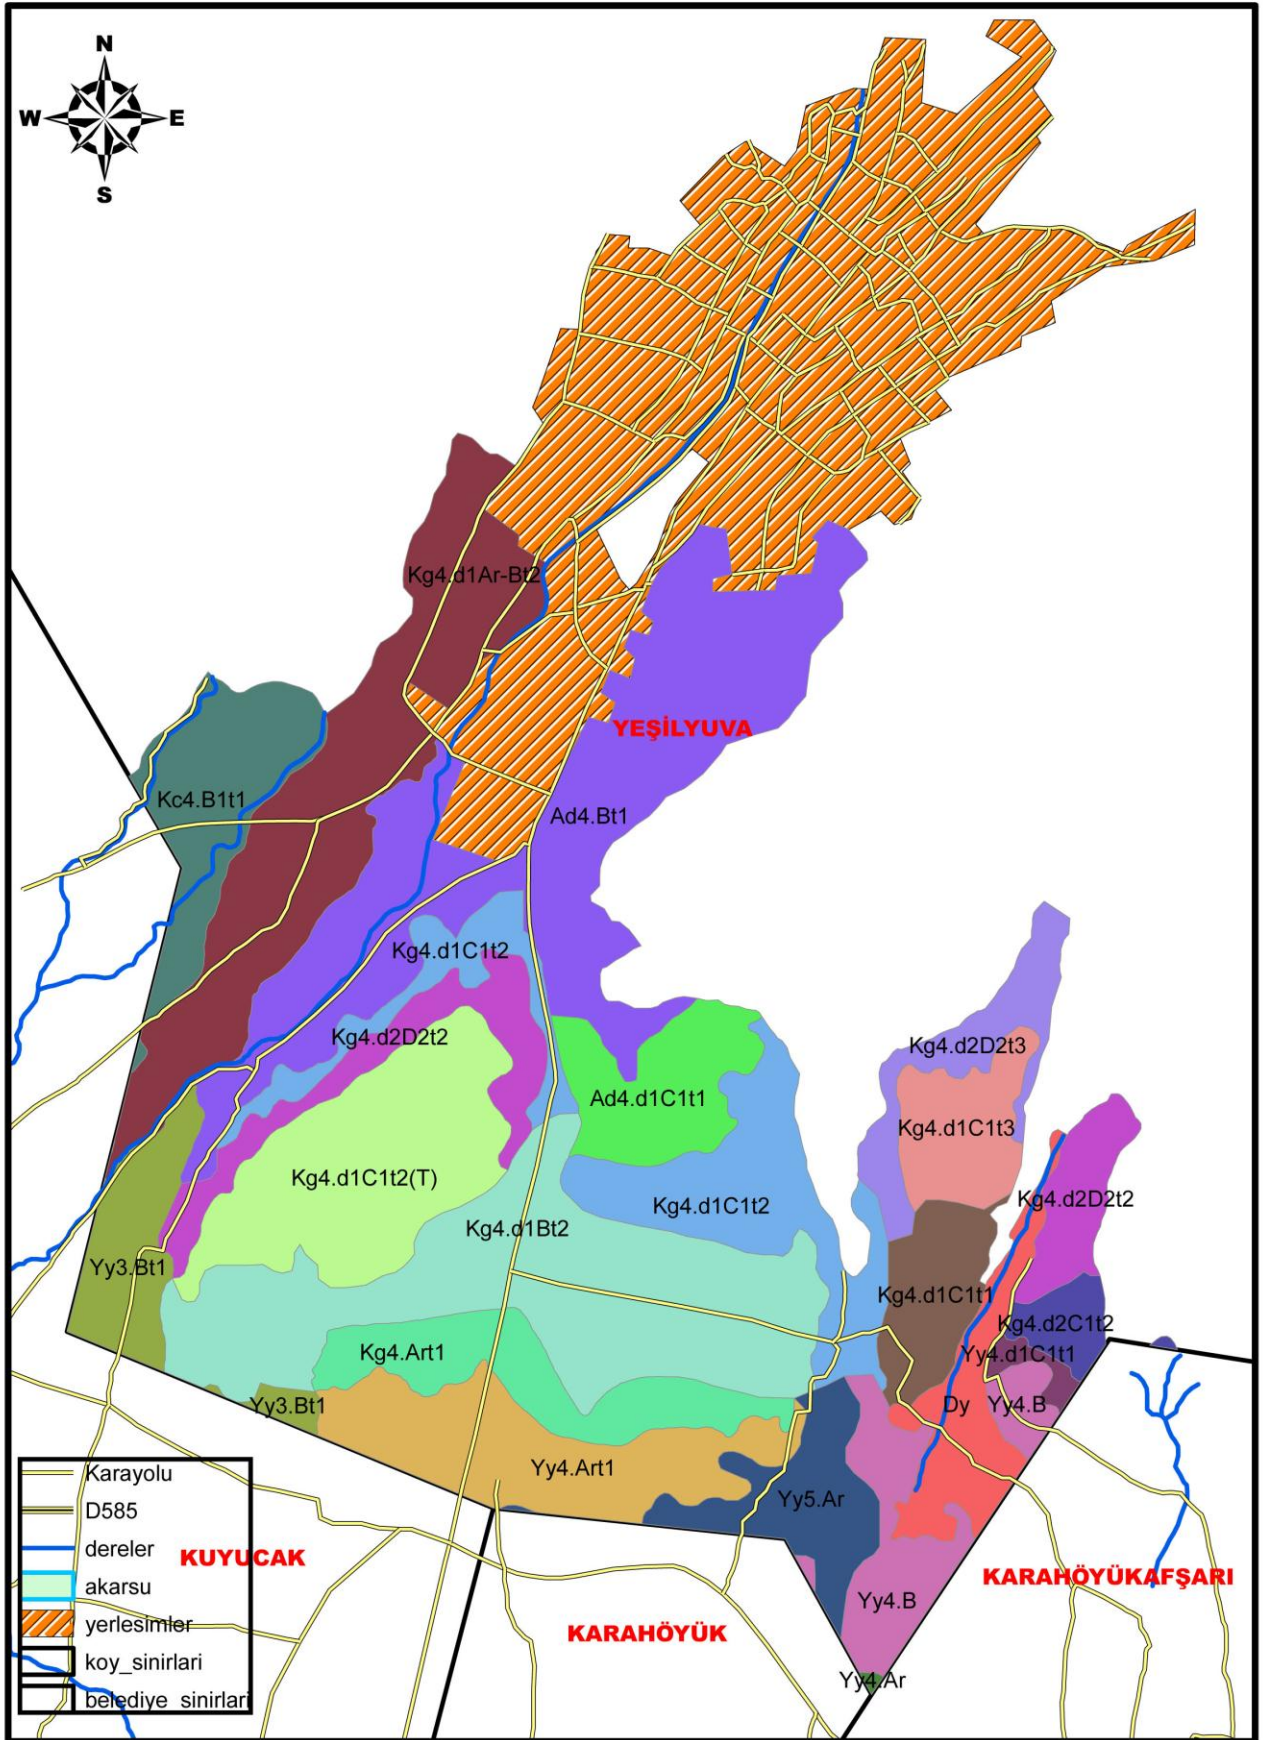 N
W E
S
Kg4.d1Ar-Bt2
YEŞİLYUVA
Kc4.B1t1
Ad4.Bt1
Kg4.d1C1t2
Kg4.d2D2t2
Kg4.d2D2t3
Ad4.d1C1t1
Kg4.d1C1t3
Kg4.d1C1t2(T)
Kg4.d1C1t2
Kg4.d2D2t2
Kg4.d1Bt2
Yy3.Bt1
Kg4.d1C1t1
Kg4.d2C1t2
Kg4.Art1
Yy4.d1C1t1
Yy3.Bt1
Dy
Yy4.B
Yy4.Art1
Yy5.Ar
Yy4.B
Yy4.Ar
KUYUCAK
KARAHÖYÜK
KARAHÖYÜKAFŞARI
Karayolu
D585
dereler
akarsu
yerlesimler
koy_sinirlari
belediye_sinirlari